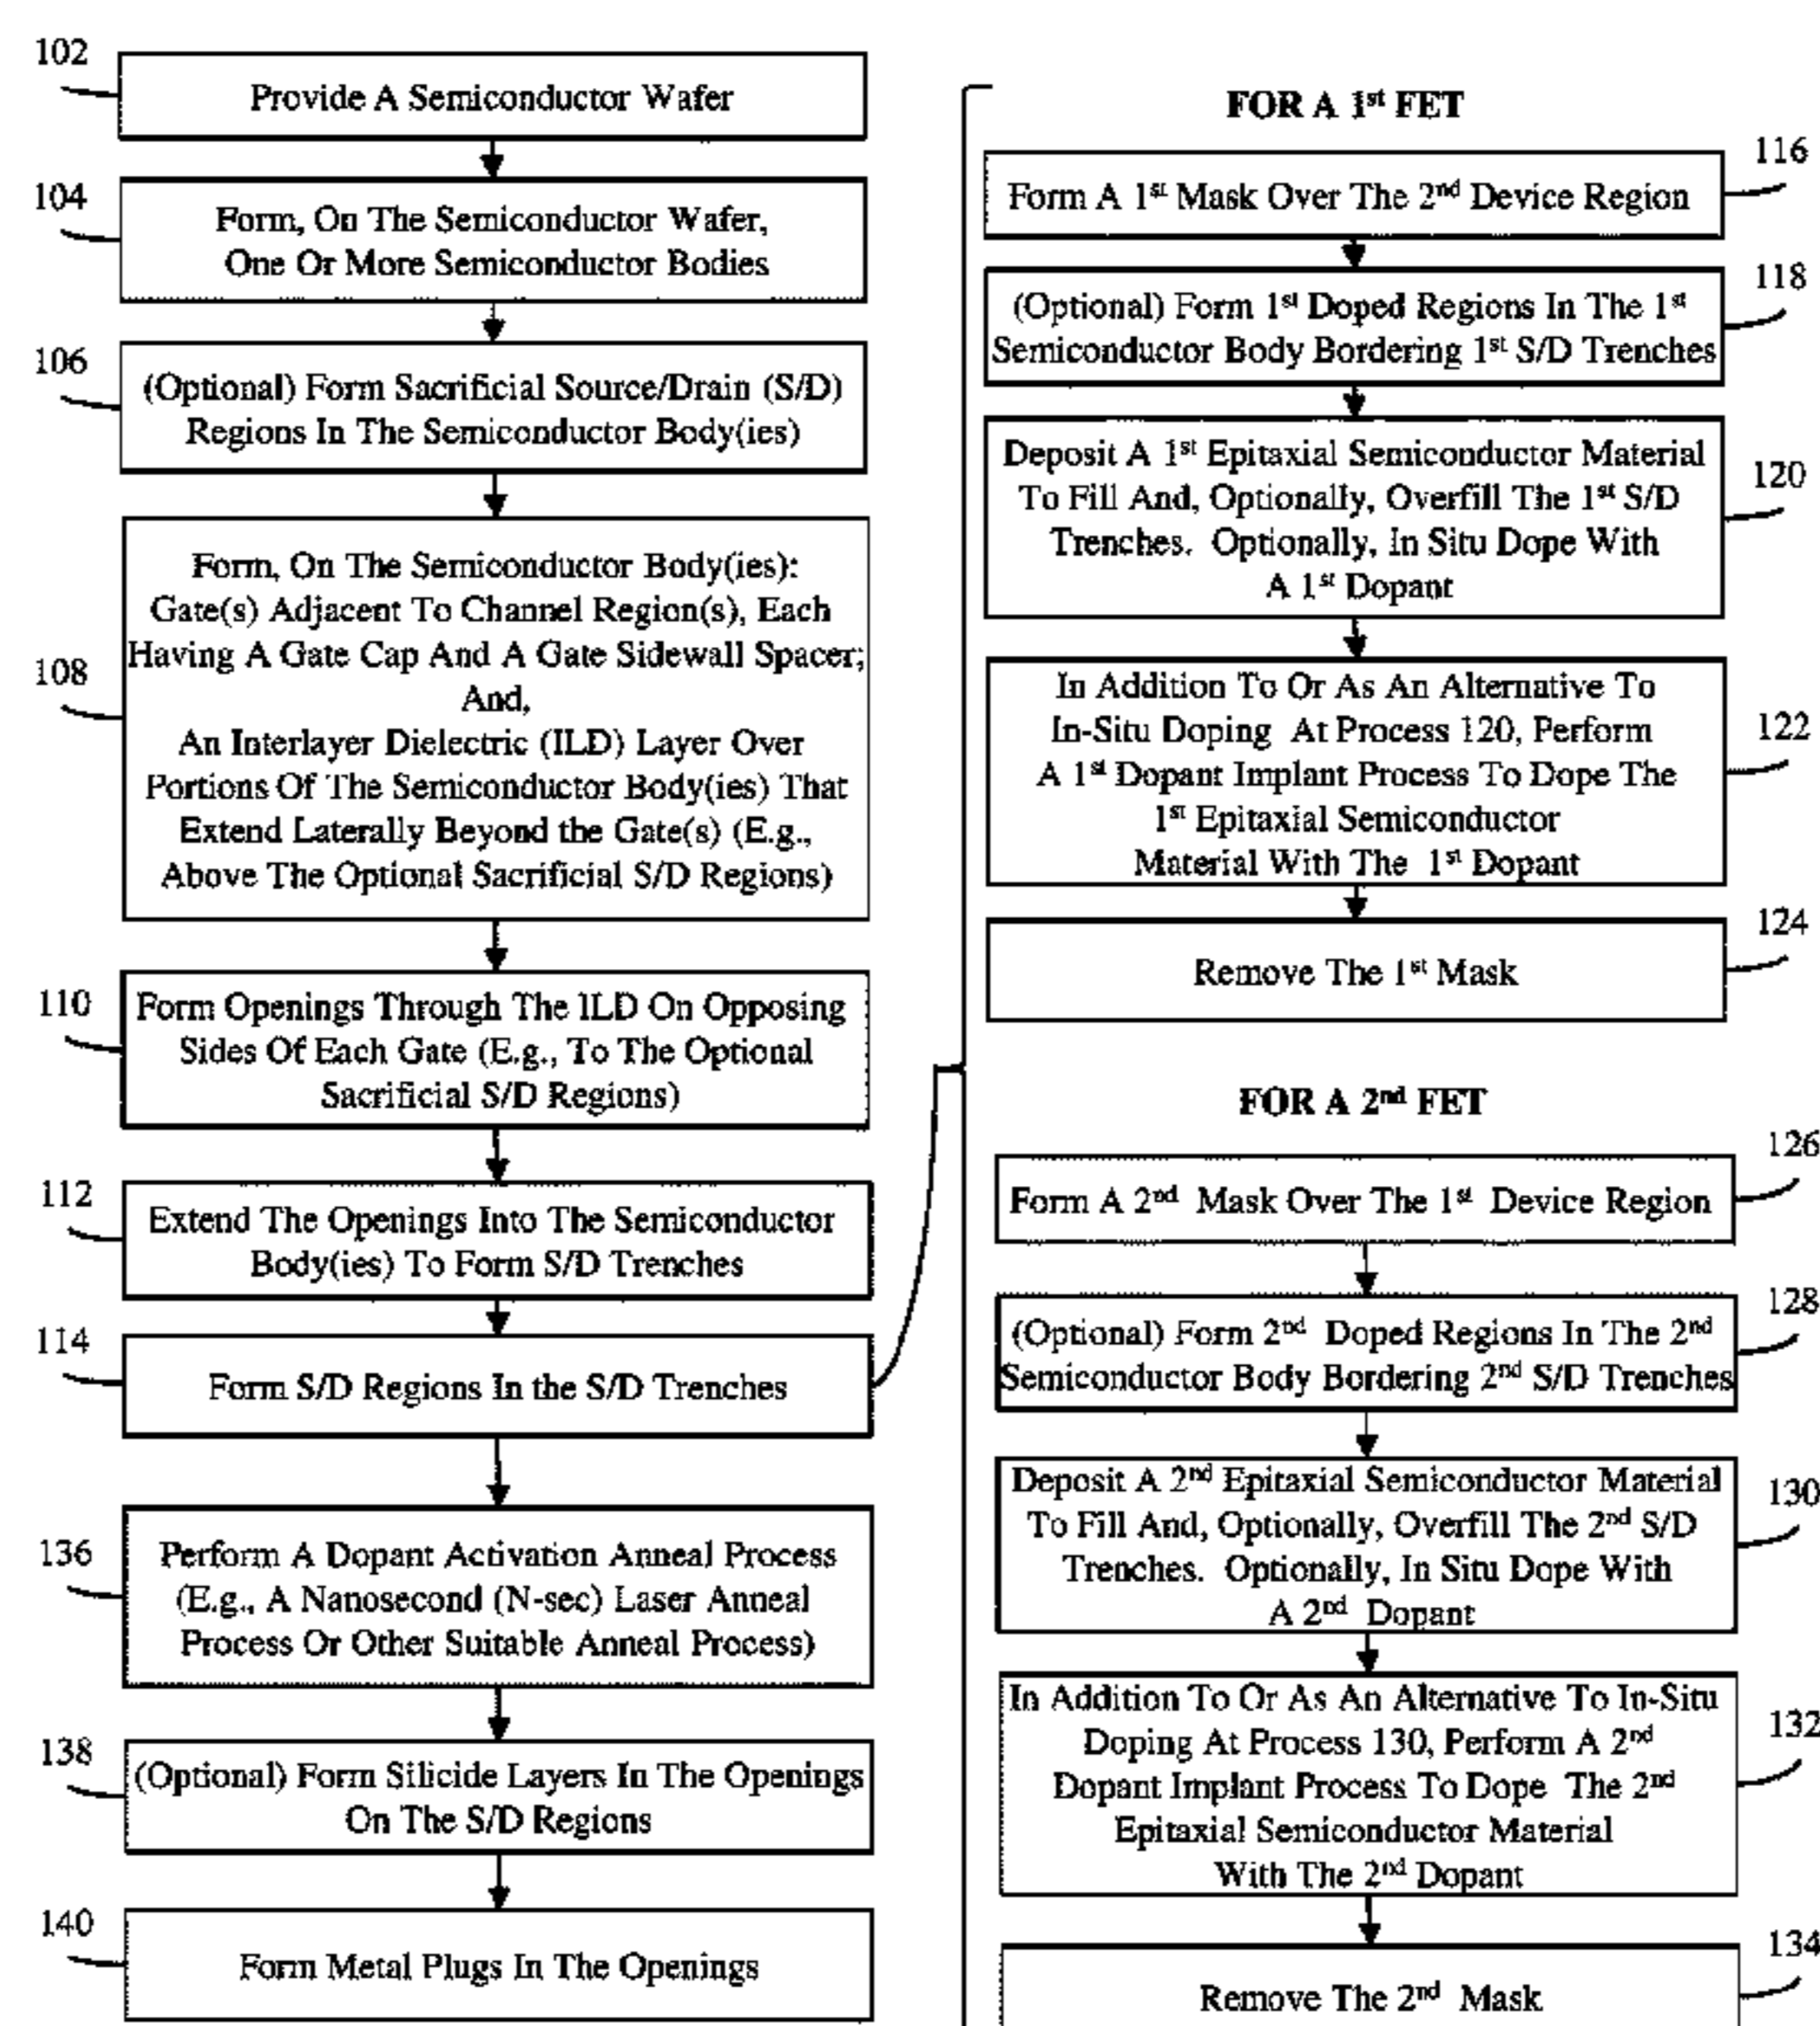 102
Provide A Semiconductor Wafer
104
Form, On The Semiconductor Wafer,
One Or More Semiconductor Bodies
106
(Optional) Form Sacrificial Source/Drain (S/D)
Regions In The Semiconductor Body(ies)
108
Form, On The Semiconductor Body(ies):
Gate(s) Adjacent To Channel Region(s), Each
Having A Gate Cap And A Gate Sidewall Spacer;
And,
An Interlayer Dielectric (ILD) Layer Over
Portions Of The Semiconductor Body(ies) That
Extend Laterally Beyond the Gate(s) (E.g.,
Above The Optional Sacrificial S/D Regions)
110
Form Openings Through The ILD On Opposing
Sides Of Each Gate (E.g., To The Optional
Sacrificial S/D Regions)
112
Extend The Openings Into The Semiconductor
Body(ies) To Form S/D Trenches
114
Form S/D Regions In the S/D Trenches
136
Perform A Dopant Activation Anneal Process
(E.g., A Nanosecond (N-sec) Laser Anneal
Process Or Other Suitable Anneal Process)
138
(Optional) Form Silicide Layers In The Openings
On The S/D Regions
140
Form Metal Plugs In The Openings
FOR A 1st FET
116
Form A 1st Mask Over The 2nd Device Region
118
(Optional) Form 1st Doped Regions In The 1st
Semiconductor Body Bordering 1st S/D Trenches
120
Deposit A 1st Epitaxial Semiconductor Material
To Fill And, Optionally, Overfill The 1st S/D
Trenches. Optionally, In Situ Dope With
A 1st Dopant
122
In Addition To Or As An Alternative To
In-Situ Doping At Process 120, Perform
A 1st Dopant Implant Process To Dope The
1st Epitaxial Semiconductor
Material With The 1st Dopant
124
Remove The 1st Mask
FOR A 2nd FET
126
Form A 2nd Mask Over The 1st Device Region
128
(Optional) Form 2nd Doped Regions In The 2nd
Semiconductor Body Bordering 2nd S/D Trenches
130
Deposit A 2nd Epitaxial Semiconductor Material
To Fill And, Optionally, Overfill The 2nd S/D
Trenches. Optionally, In Situ Dope With
A 2nd Dopant
132
In Addition To Or As An Alternative To In-Situ
Doping At Process 130, Perform A 2nd
Dopant Implant Process To Dope The 2nd
Epitaxial Semiconductor Material
With The 2nd Dopant
134
Remove The 2nd Mask